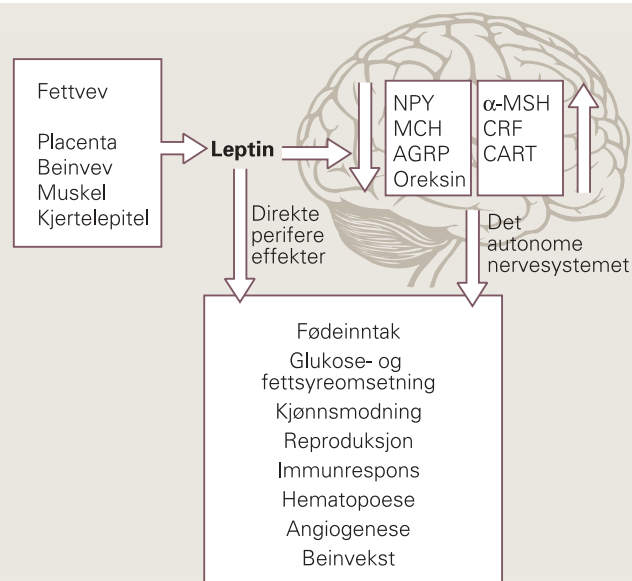 Fettvev
Placenta
Beinvev
Muskel
Kjertelepitel
Leptin
NPY
MCH
AGRP
Oreksin
α-MSH
CRF
CART
Direkte
perifere
effekter
Det
autonome
nervesystemet
Fødeinntak
Glukose- og
fettsyreomsetning
Kjønnsmodning
Reproduksjon
Immunrespons
Hematopoese
Angiogenese
Beinvekst